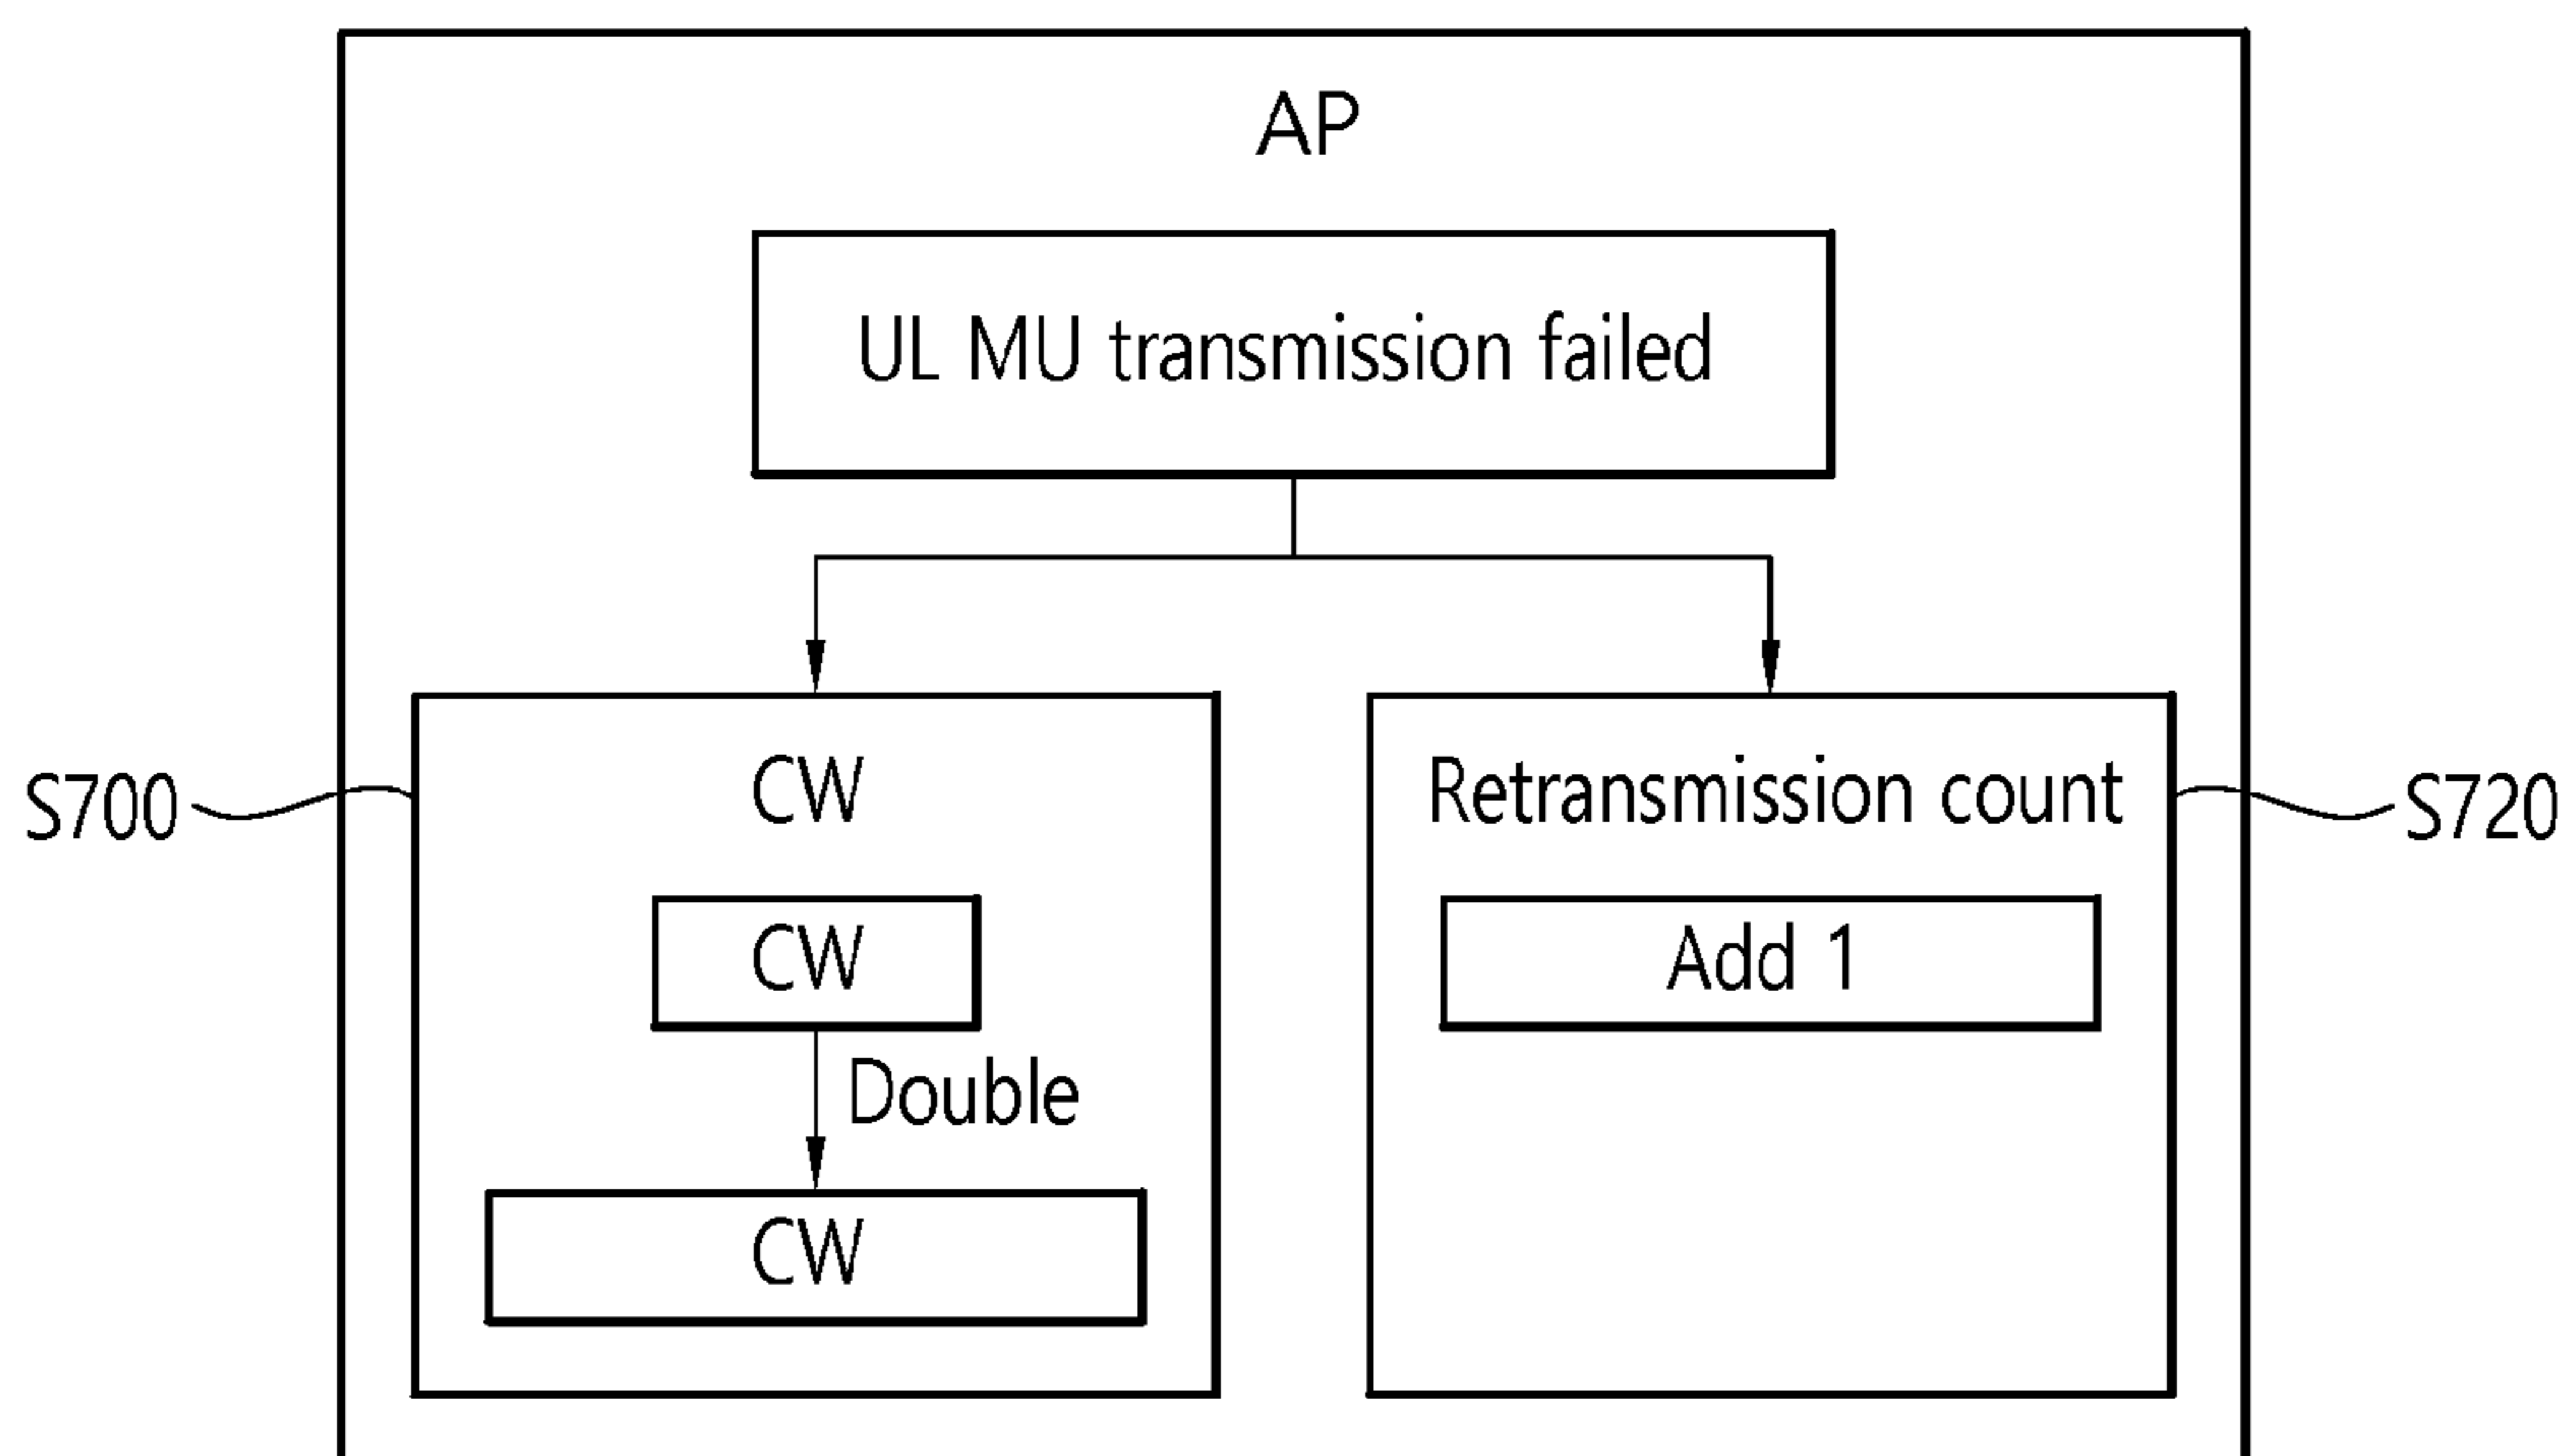 AP
UL MU transmission failed
S700
CW
CW
Double
CW
Retransmission count
Add 1
S720